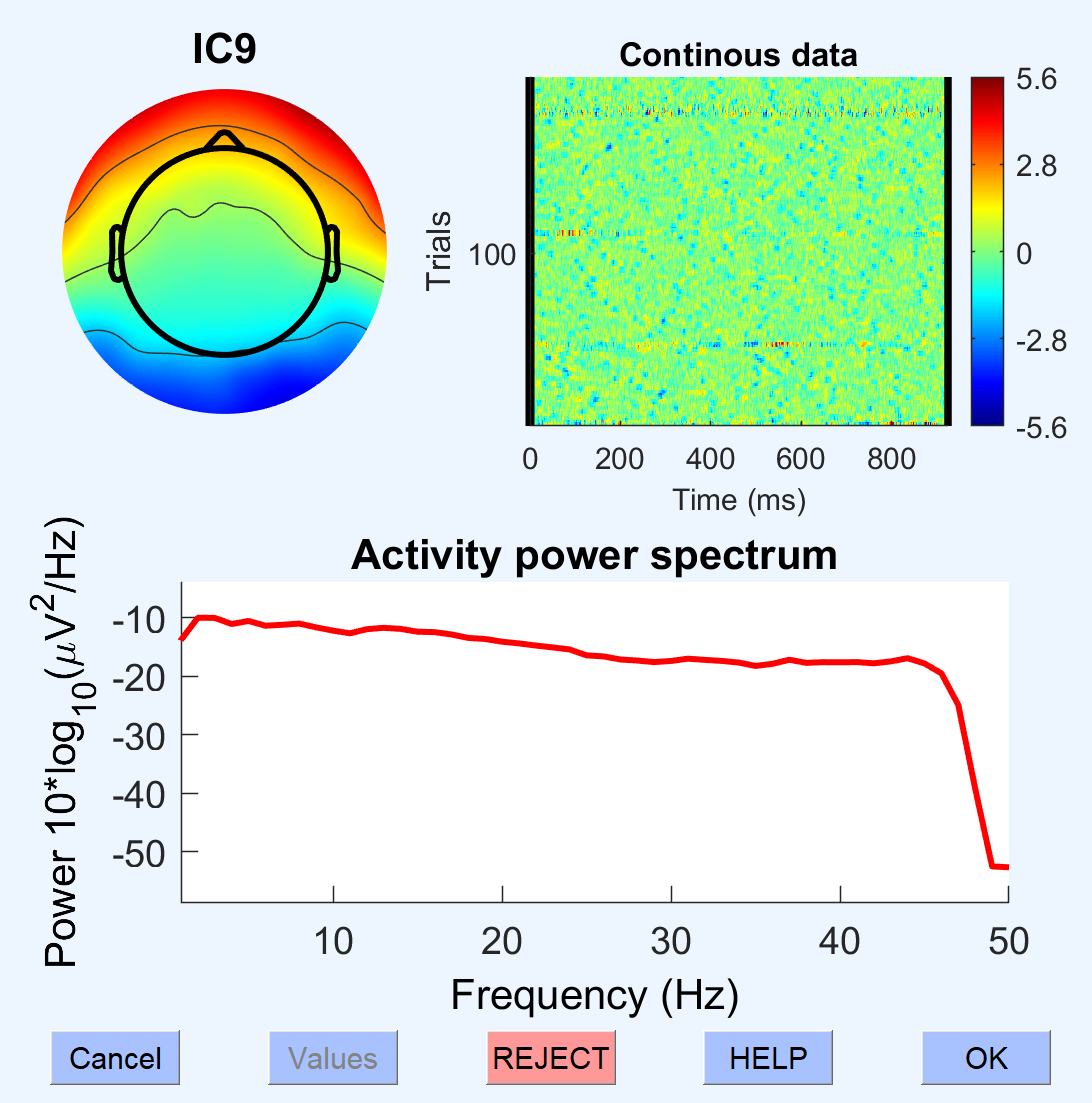 IC9
Continous data
5.6
2.8
0
-2.8
-5.6
Trials
100
0 200 400 600 800
Time (ms)
Activity power spectrum
Power 10*log10(μV2/Hz)
-10
-20
-30
-40
-50
10 20 30 40 50
Frequency (Hz)
Cancel Values REJECT HELP OK